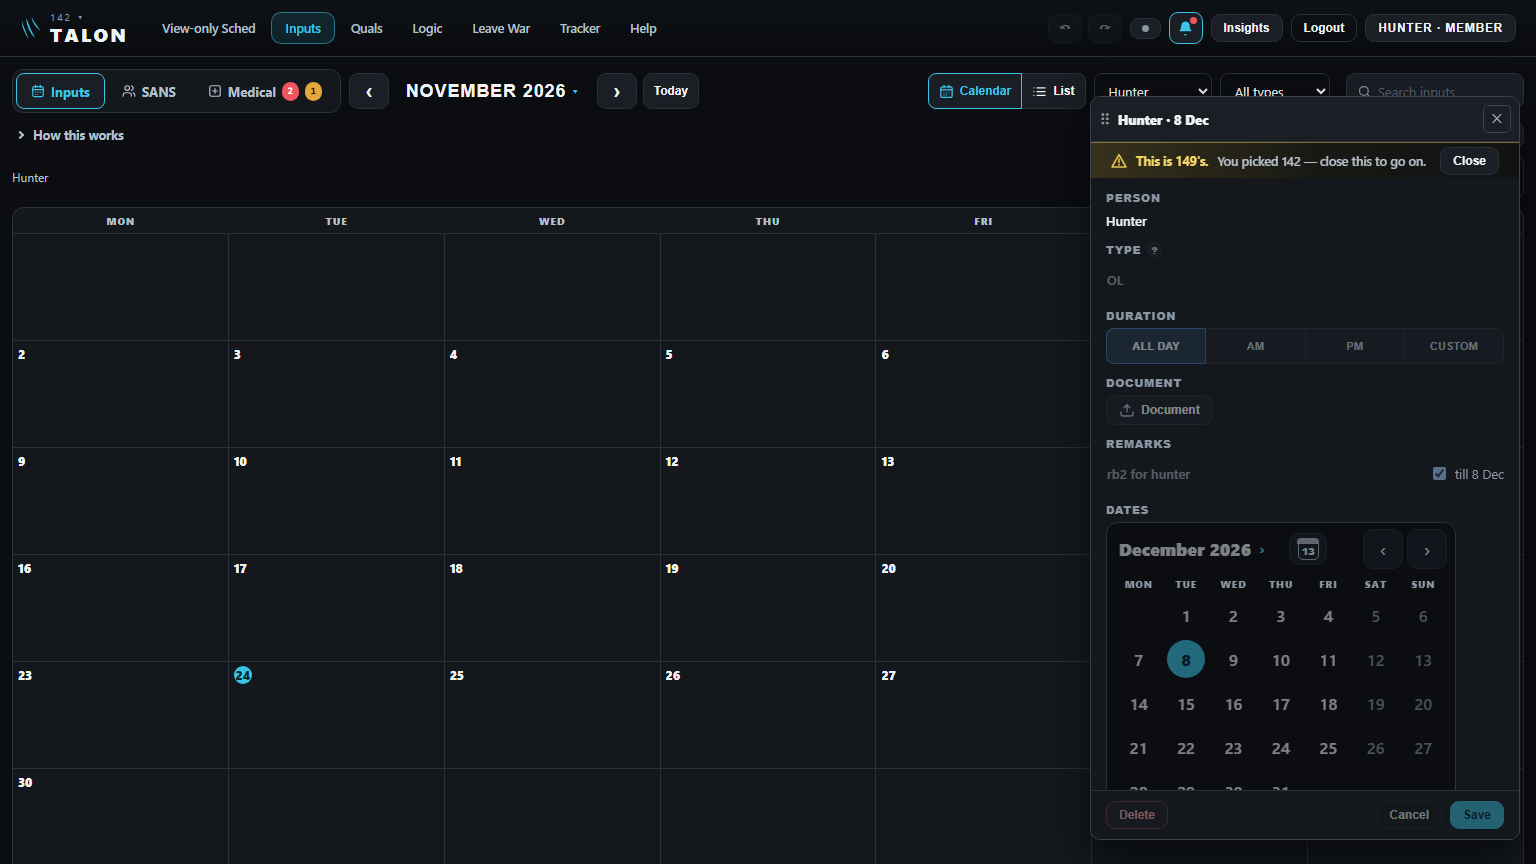 142
TALON
View-only Sched
Inputs
Quals
Logic
Leave War
Tracker
Help
Insights
Logout
HUNTER · MEMBER
Inputs
SANS
Medical 2 1
NOVEMBER 2026
Today
Calendar
List
Hunter
All types
Search inputs
How this works
Hunter
MON TUE WED THU FRI
2 3 4 5 6
9 10 11 12 13
16 17 18 19 20
23 24 25 26 27
30
Hunter · 8 Dec
This is 149's. You picked 142 — close this to go on. Close
PERSON
Hunter
TYPE ?
OL
DURATION
ALL DAY AM PM CUSTOM
DOCUMENT
Document
REMARKS
rb2 for hunter till 8 Dec
DATES
December 2026 13
MON TUE WED THU FRI SAT SUN
1 2 3 4 5 6
7 8 9 10 11 12 13
14 15 16 17 18 19 20
21 22 23 24 25 26 27
28 29 30 31
Delete Cancel Save